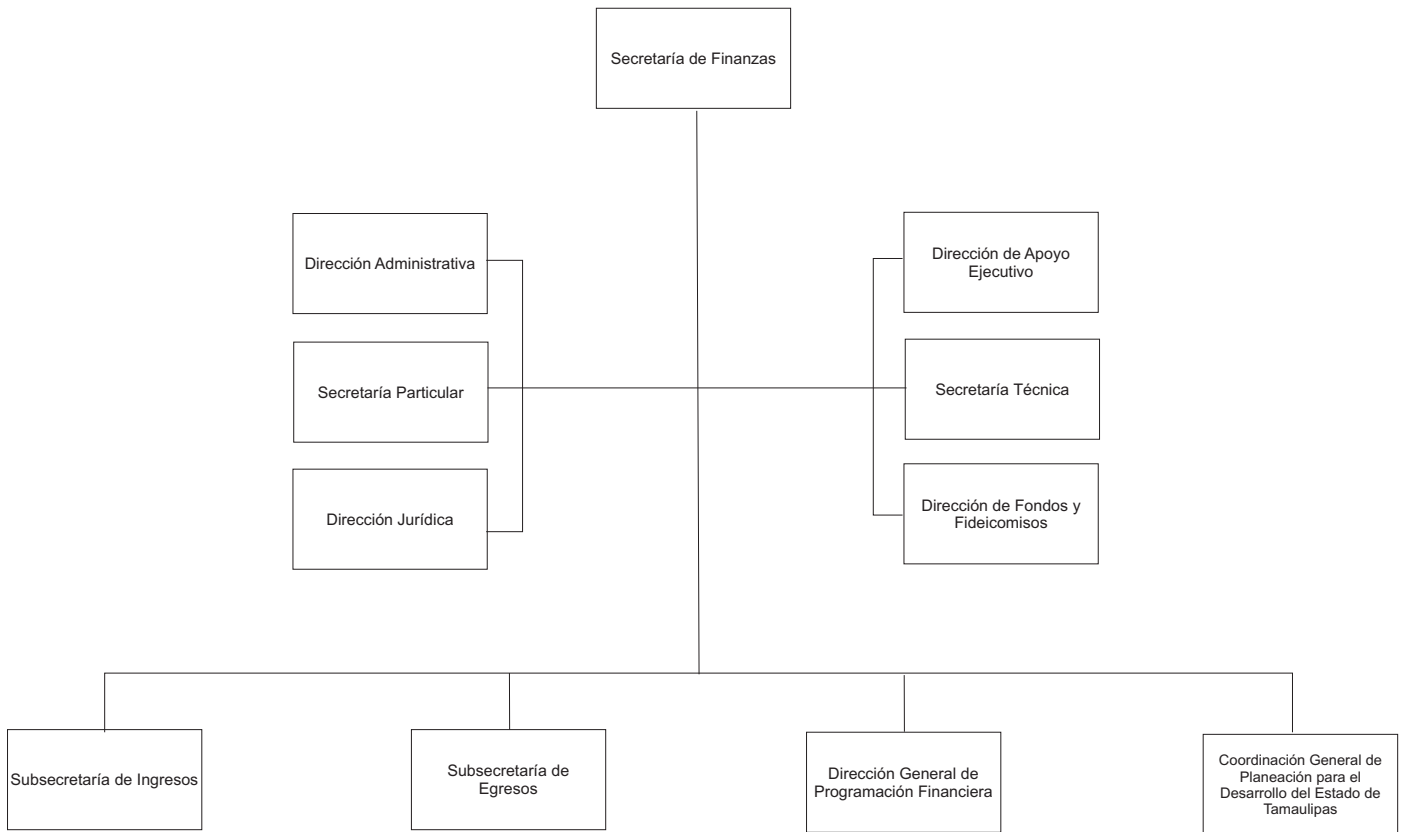 Secretaría de Finanzas
Dirección Administrativa
Dirección de Apoyo
Ejecutivo
Secretaría Particular
Secretaría Técnica
Dirección Jurídica
Dirección de Fondos y
Fideicomisos
Subsecretaría de Ingresos
Subsecretaría de
Egresos
Dirección General de
Programación Financiera
Coordinación General de
Planeación para el
Desarrollo del Estado de
Tamaulipas